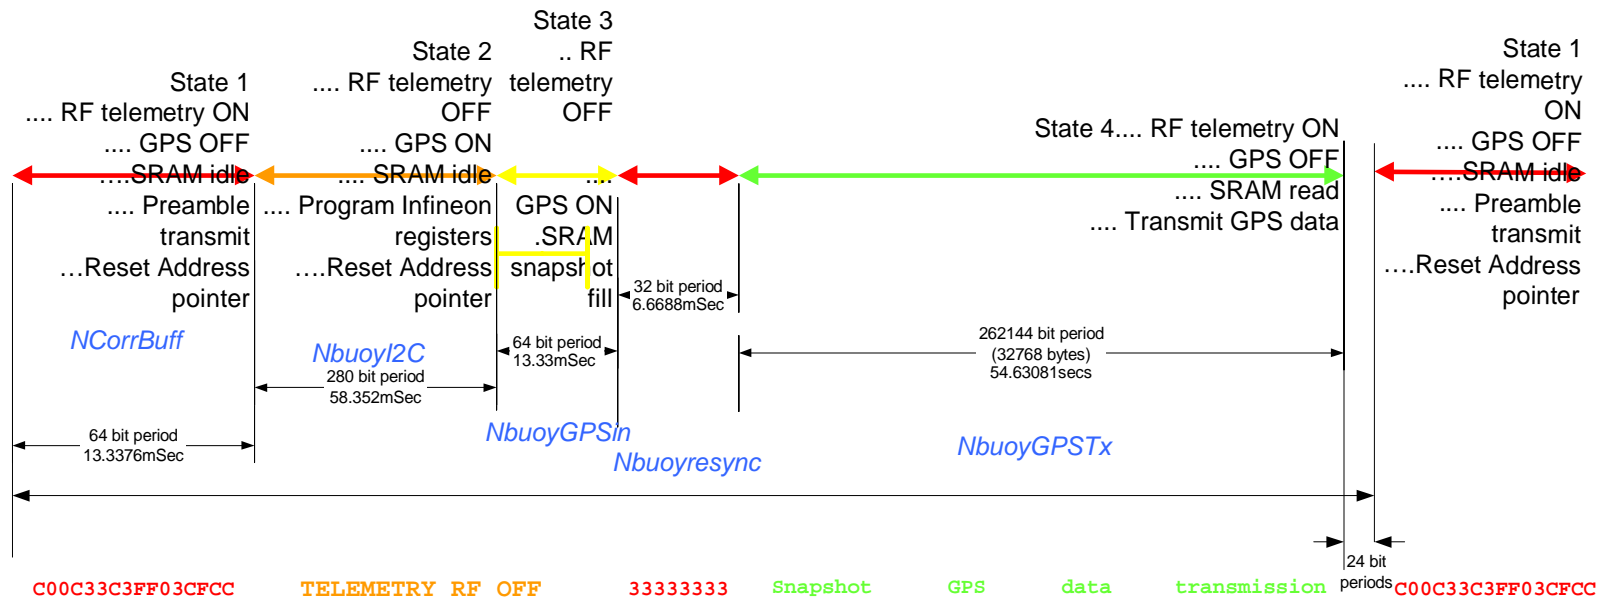 State 1
.... RF telemetry ON
.... GPS OFF
....SRAM idle
.... Preamble
transmit
...Reset Address
pointer
NCorrBuff
64 bit period
13.3376mSec
State 2
.... RF telemetry
OFF
.... GPS ON
.... SRAM idle
.... Program Infineon
registers
....Reset Address
pointer
NbuoyI2C
280 bit period
58.352mSec
State 3
.. RF
telemetry
OFF
....
GPS ON
.SRAM
snapshot
fill
64 bit period
13.33mSec
NbuoyGPSin
32 bit period
6.6688mSec
Nbuoyresync
State 4.... RF telemetry ON
.... GPS OFF
.... SRAM read
.... Transmit GPS data
262144 bit period
(32768 bytes)
54.63081secs
NbuoyGPSTx
State 1
.... RF telemetry
ON
.... GPS OFF
....SRAM idle
.... Preamble
transmit
....Reset Address
pointer
24 bit
periods
C00C33C3FF03CFCC TELEMETRY RF OFF 33333333 Snapshot GPS data transmission C00C33C3FF03CFCC